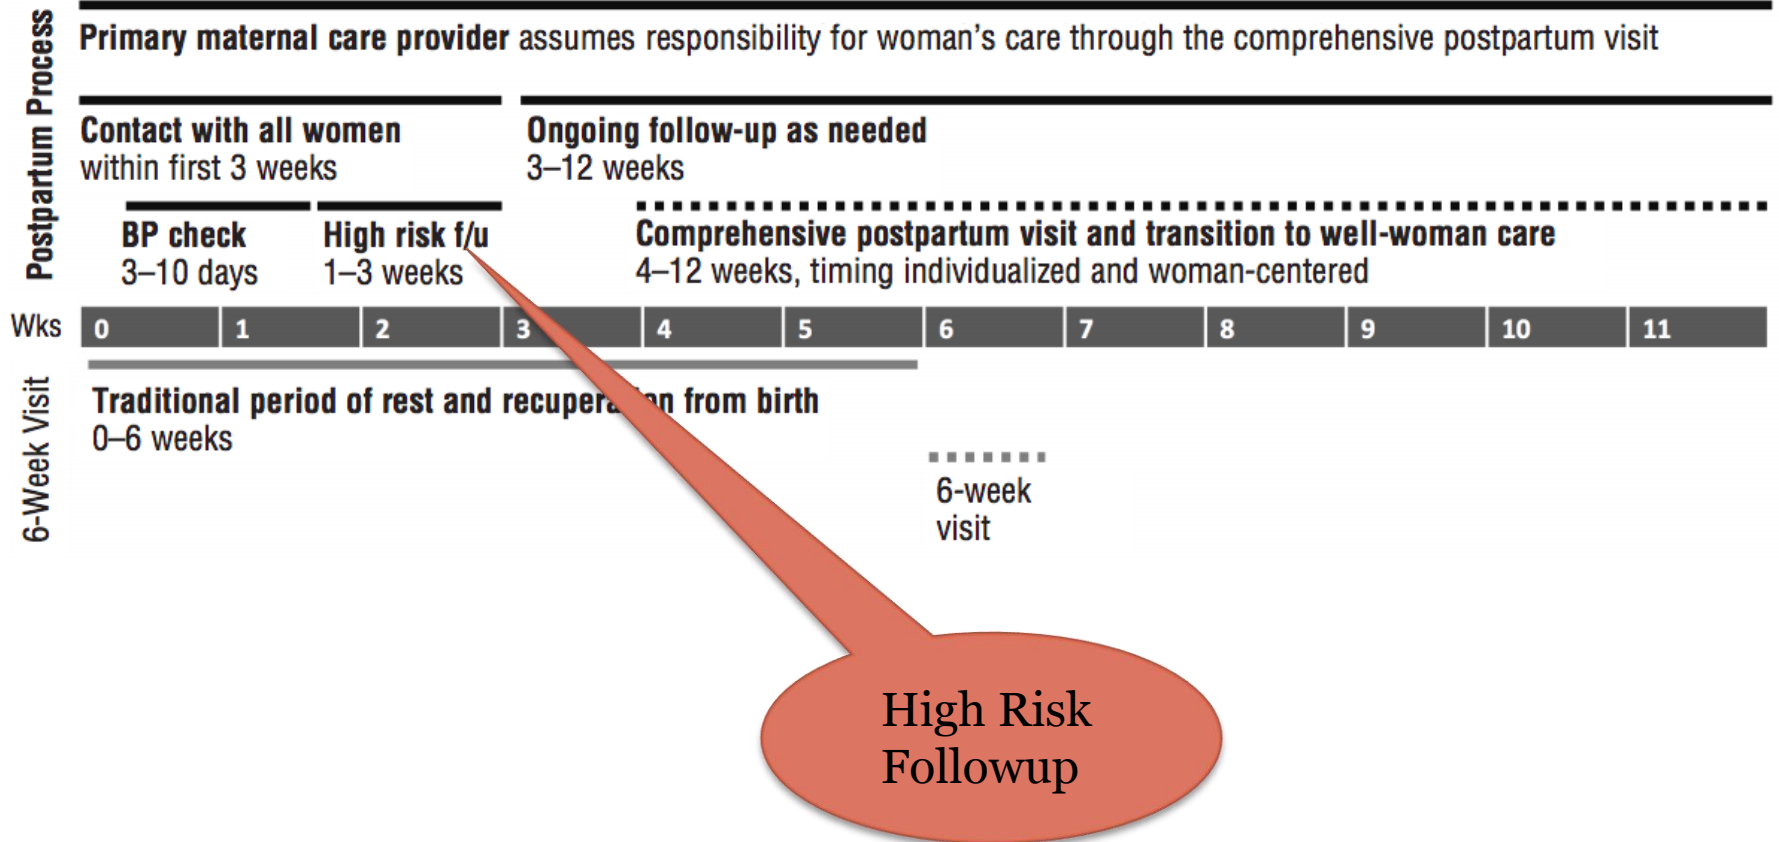 Postpartum Process
Primary maternal care provider assumes responsibility for woman's care through the comprehensive postpartum visit
Contact with all women
within first 3 weeks
Ongoing follow-up as needed
3–12 weeks
BP check
3–10 days
High risk f/u
1–3 weeks
Comprehensive postpartum visit and transition to well-woman care
4–12 weeks, timing individualized and woman-centered
Wks 0 1 2 3 4 5 6 7 8 9 10 11
6-Week Visit
Traditional period of rest and recuperation from birth
0–6 weeks
6-week
visit
High Risk
Followup